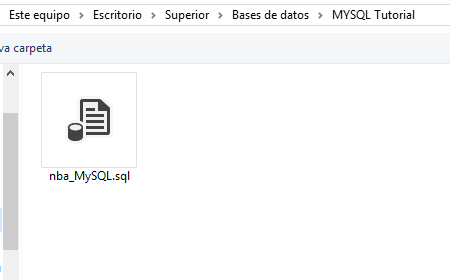 Este equipo > Escritorio > Superior > Bases de datos > MYSQL Tutorial
va carpeta
nba_MySQL.sql